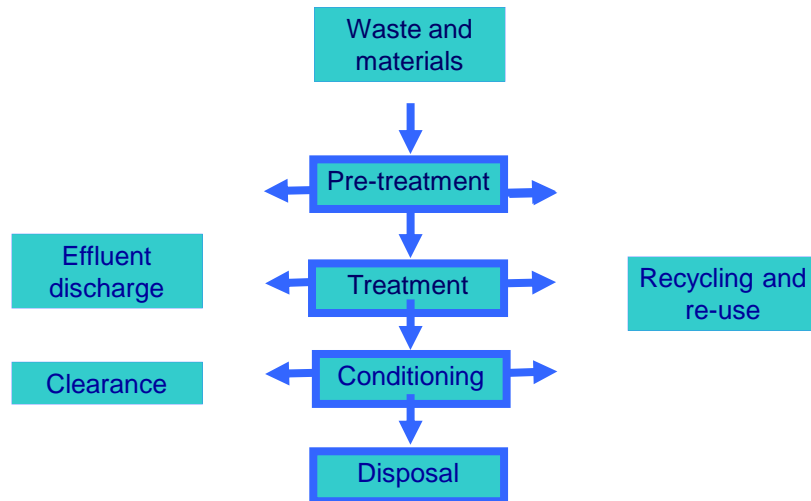 Waste and
materials
Pre-treatment
Effluent
discharge
Treatment
Recycling and
re-use
Clearance
Conditioning
Disposal